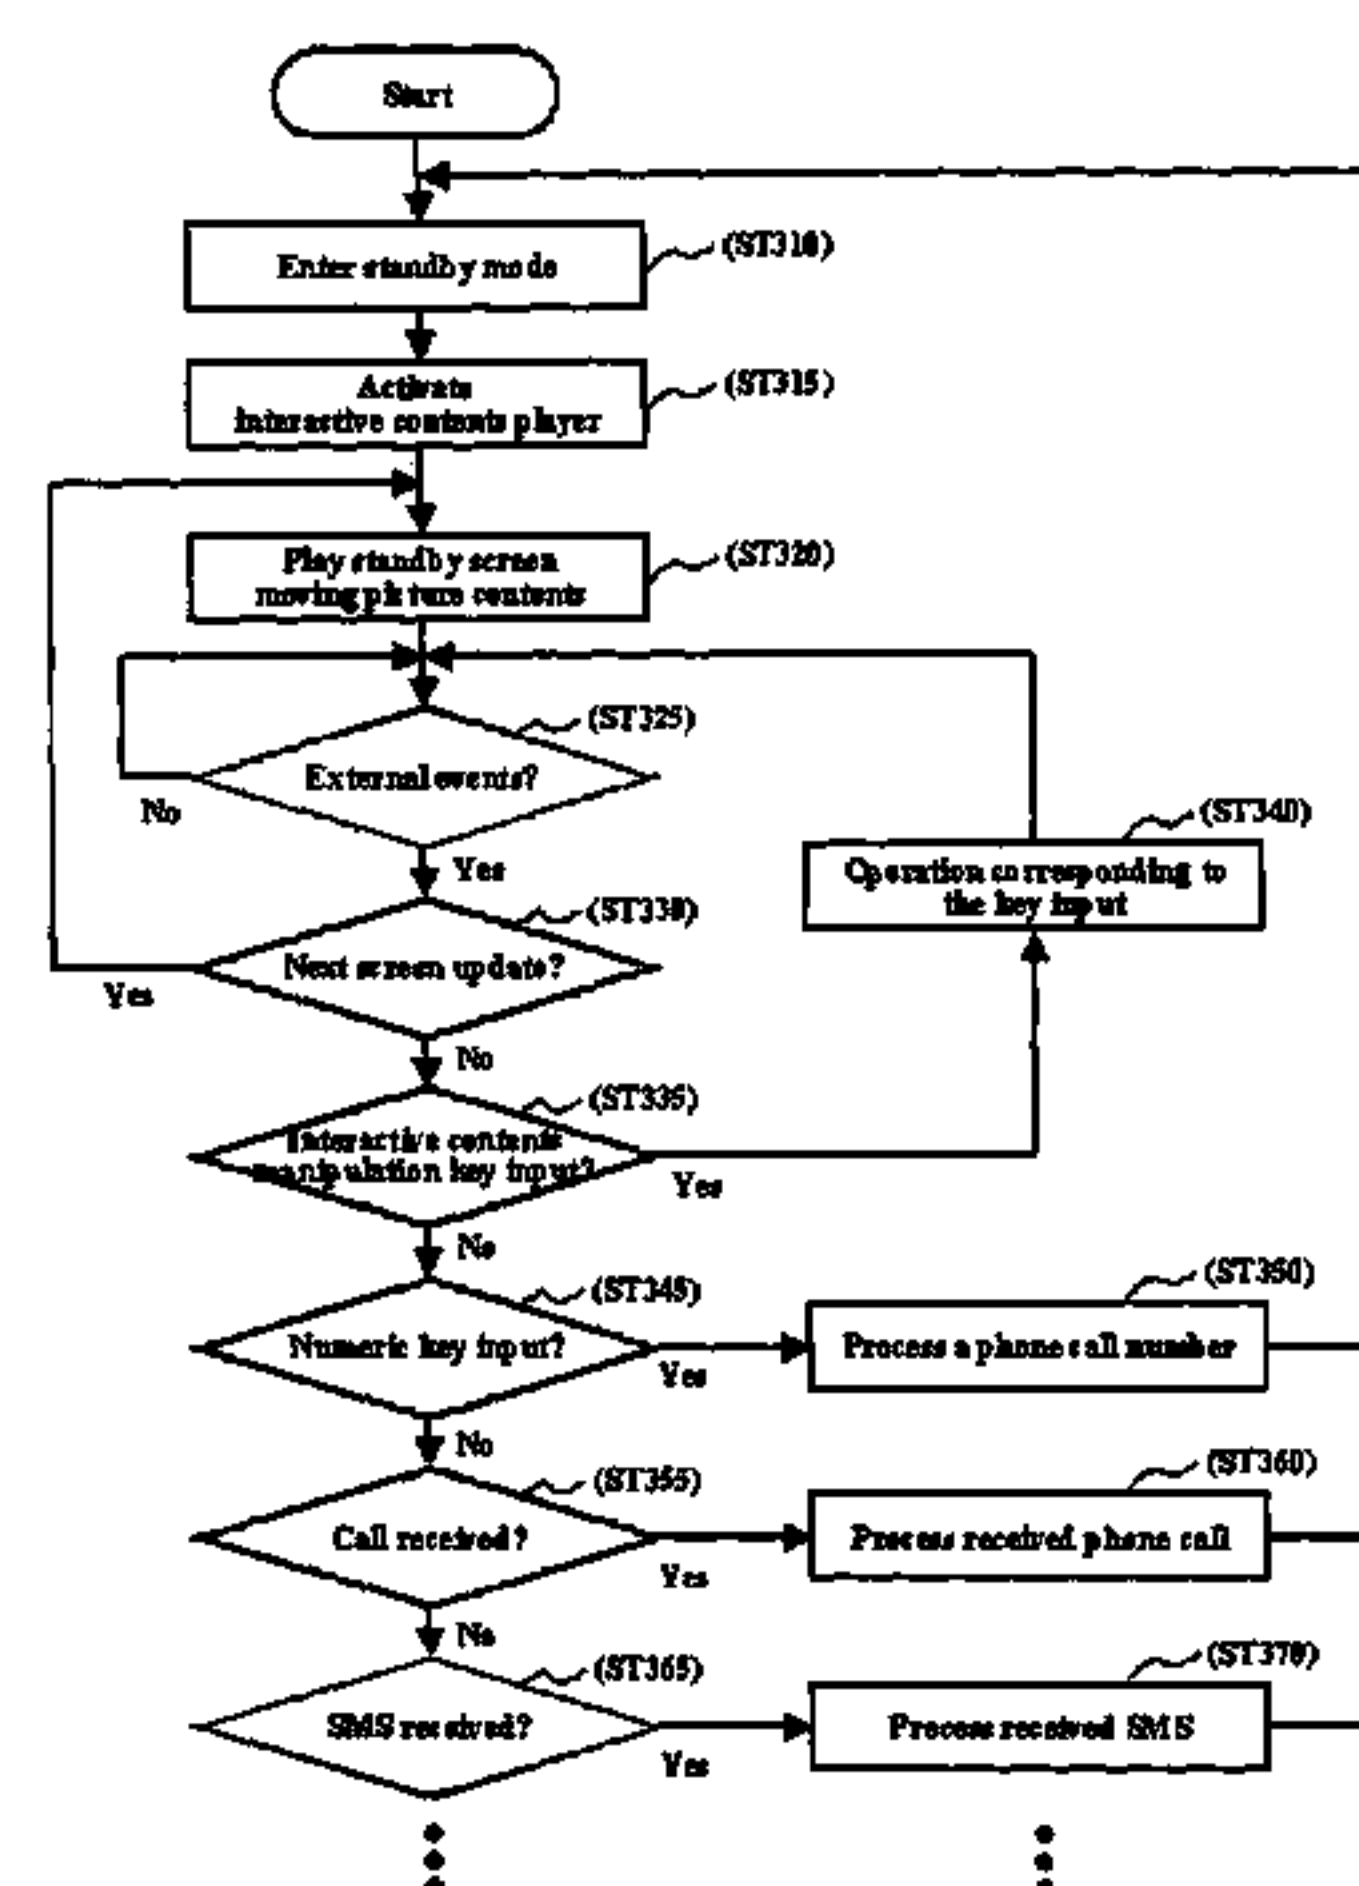 Start
Enter standby mode
(ST310)
Activate
interactive contents player
(ST315)
Play standby screen
moving picture contents
(ST320)
(ST325)
External events?
No
Yes
(ST330)
Next screen update?
Yes
No
(ST335)
Interactive contents
manipulation key input?
Yes
No
(ST340)
Operation corresponding to
the key input
(ST345)
Numeric key input?
Yes
No
(ST350)
Process a phone call number
(ST355)
Call received?
Yes
No
(ST360)
Process received phone call
(ST365)
SMS received?
Yes
(ST370)
Process received SMS